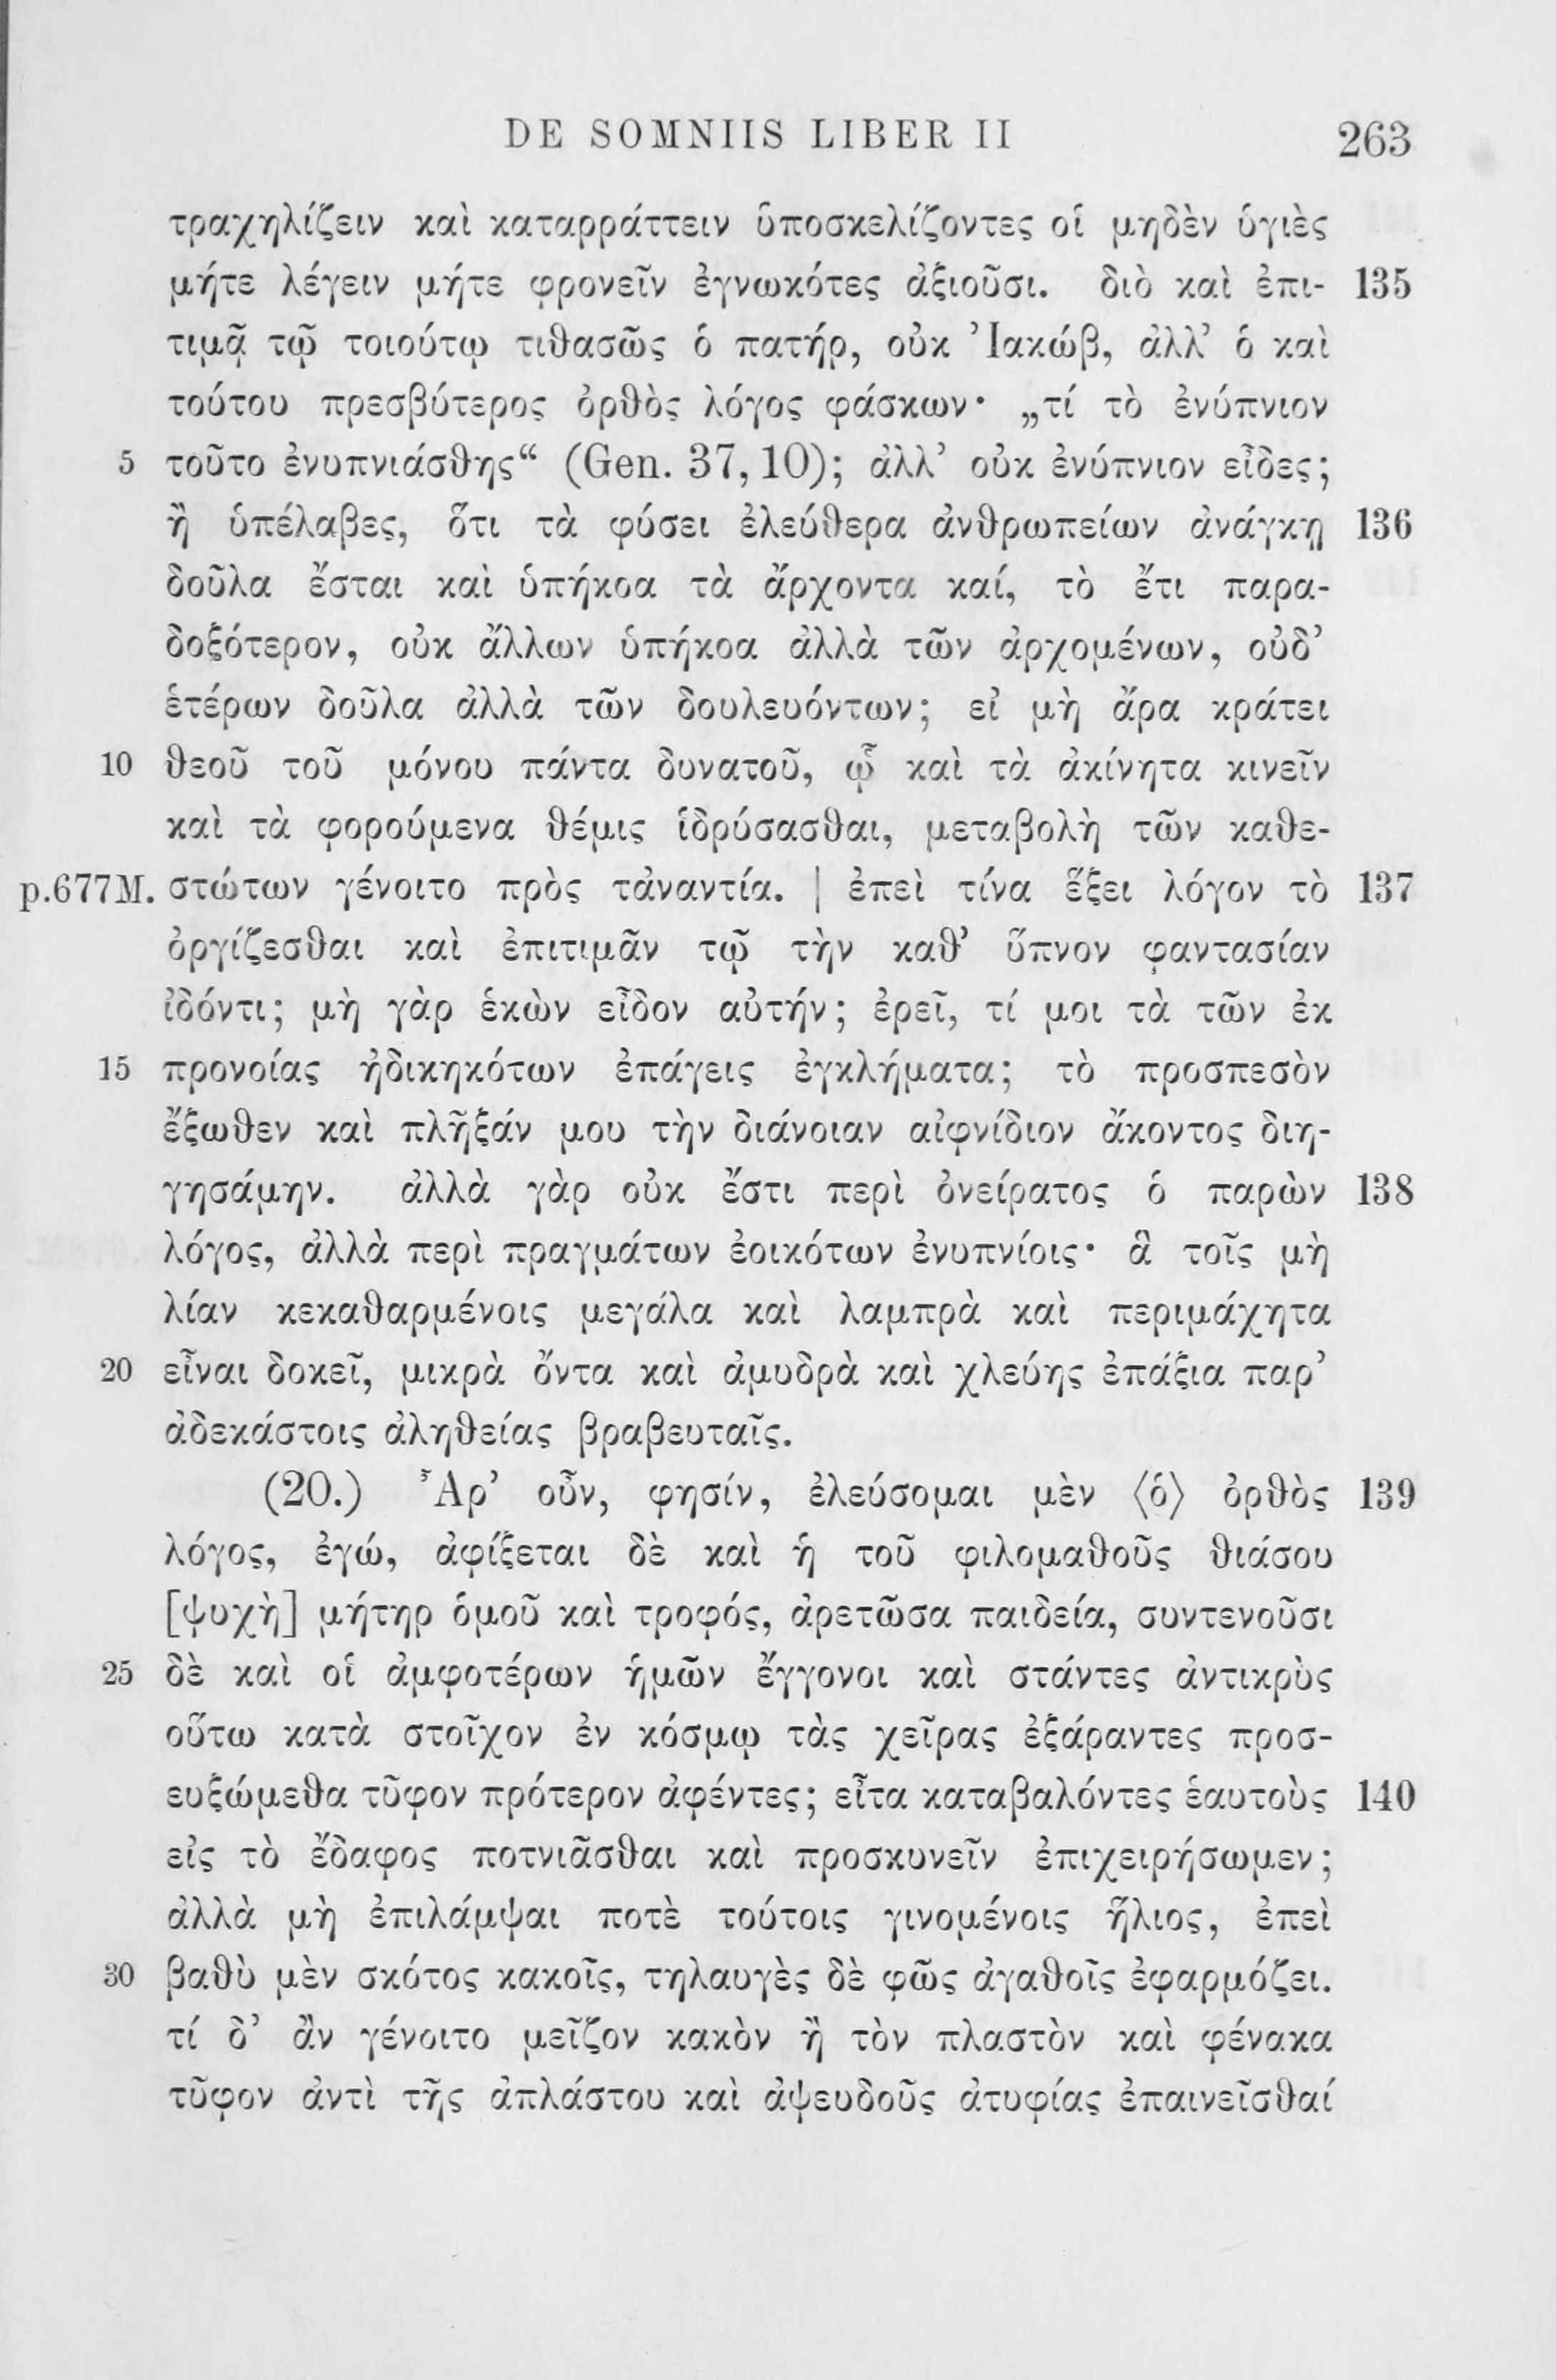 DE SOMNIIS LIBER II 263
τραχηλίζειν καὶ καταρράττειν ὑποσκελίζοντες οἱ μηδὲν ὑγιὲς
μήτε λέγειν μήτε φρονεῖν ἐγνωκότες ἀξιοῦσι. διὸ καὶ ἐπι- 135
τιμᾷ τῷ τοιούτῳ τιθασῶς ὁ πατήρ, οὐκ Ἰακώβ, ἀλλ’ ὁ καὶ
τούτου πρεσβύτερος ὀρθὸς λόγος φάσκων· „τί τὸ ἐνύπνιον
5 τοῦτο ἐνυπνιάσθης“ (Gen. 37, 10); ἀλλ’ οὐκ ἐνύπνιον εἶδες;
ἢ ὑπέλαβες, ὅτι τὰ φύσει ἐλεύθερα ἀνθρωπείων ἀνάγκῃ 136
δοῦλα ἔσται καὶ ὑπήκοα τὰ ἄρχοντα καί, τὸ ἔτι παρα-
δοξότερον, οὐκ ἄλλων ὑπήκοα ἀλλὰ τῶν ἀρχομένων, οὐδ’
ἑτέρων δοῦλα ἀλλὰ τῶν δουλευόντων; εἰ μὴ ἄρα κράτει
10 θεοῦ τοῦ μόνου πάντα δυνατοῦ, ᾧ καὶ τὰ ἀκίνητα κινεῖν
καὶ τὰ φορούμενα θέμις ἱδρύσασθαι, μεταβολὴ τῶν καθε-
p.677M. στώτων γένοιτο πρὸς τἀναντία. | ἐπεὶ τίνα ἕξει λόγον τὸ 137
ὀργίζεσθαι καὶ ἐπιτιμᾶν τῷ τὴν καθ’ ὕπνον φαντασίαν
ἰδόντι; μὴ γὰρ ἑκὼν εἶδον αὐτήν; ἐρεῖ, τί μοι τὰ τῶν ἐκ
15 προνοίας ἠδικηκότων ἐπάγεις ἐγκλήματα; τὸ προσπεσὸν
ἔξωθεν καὶ πλῆξάν μου τὴν διάνοιαν αἰφνίδιον ἄκοντος διη-
γησάμην. ἀλλὰ γὰρ οὐκ ἔστι περὶ ὀνείρατος ὁ παρὼν 138
λόγος, ἀλλὰ περὶ πραγμάτων ἐοικότων ἐνυπνίοις· ἃ τοῖς μὴ
λίαν κεκαθαρμένοις μεγάλα καὶ λαμπρὰ καὶ περιμάχητα
20 εἶναι δοκεῖ, μικρὰ ὄντα καὶ ἀμυδρὰ καὶ χλεύης ἐπάξια παρ’
ἀδεκάστοις ἀληθείας βραβευταῖς.
(20.) Ἆρ’ οὖν, φησίν, ἐλεύσομαι μὲν ⟨ὁ⟩ ὀρθὸς 139
λόγος, ἐγώ, ἀφίξεται δὲ καὶ ἡ τοῦ φιλομαθοῦς θιάσου
[ψυχὴ] μήτηρ ὁμοῦ καὶ τροφός, ἀρετῶσα παιδεία, συντενοῦσι
25 δὲ καὶ οἱ ἀμφοτέρων ἡμῶν ἔγγονοι καὶ στάντες ἀντικρὺς
οὕτω κατὰ στοῖχον ἐν κόσμῳ τὰς χεῖρας ἐξάραντες προσ-
ευξώμεθα τῦφον πρότερον ἀφέντες; εἶτα καταβαλόντες ἑαυτοὺς 140
εἰς τὸ ἔδαφος ποτνιᾶσθαι καὶ προσκυνεῖν ἐπιχειρήσωμεν;
ἀλλὰ μὴ ἐπιλάμψαι ποτὲ τούτοις γινομένοις ἥλιος, ἐπεὶ
30 βαθὺ μὲν σκότος κακοῖς, τηλαυγὲς δὲ φῶς ἀγαθοῖς ἐφαρμόζει.
τί δ’ ἂν γένοιτο μεῖζον κακὸν ἢ τὸν πλαστὸν καὶ φένακα
τῦφον ἀντὶ τῆς ἀπλάστου καὶ ἀψευδοῦς ἀτυφίας ἐπαινεῖσθαί